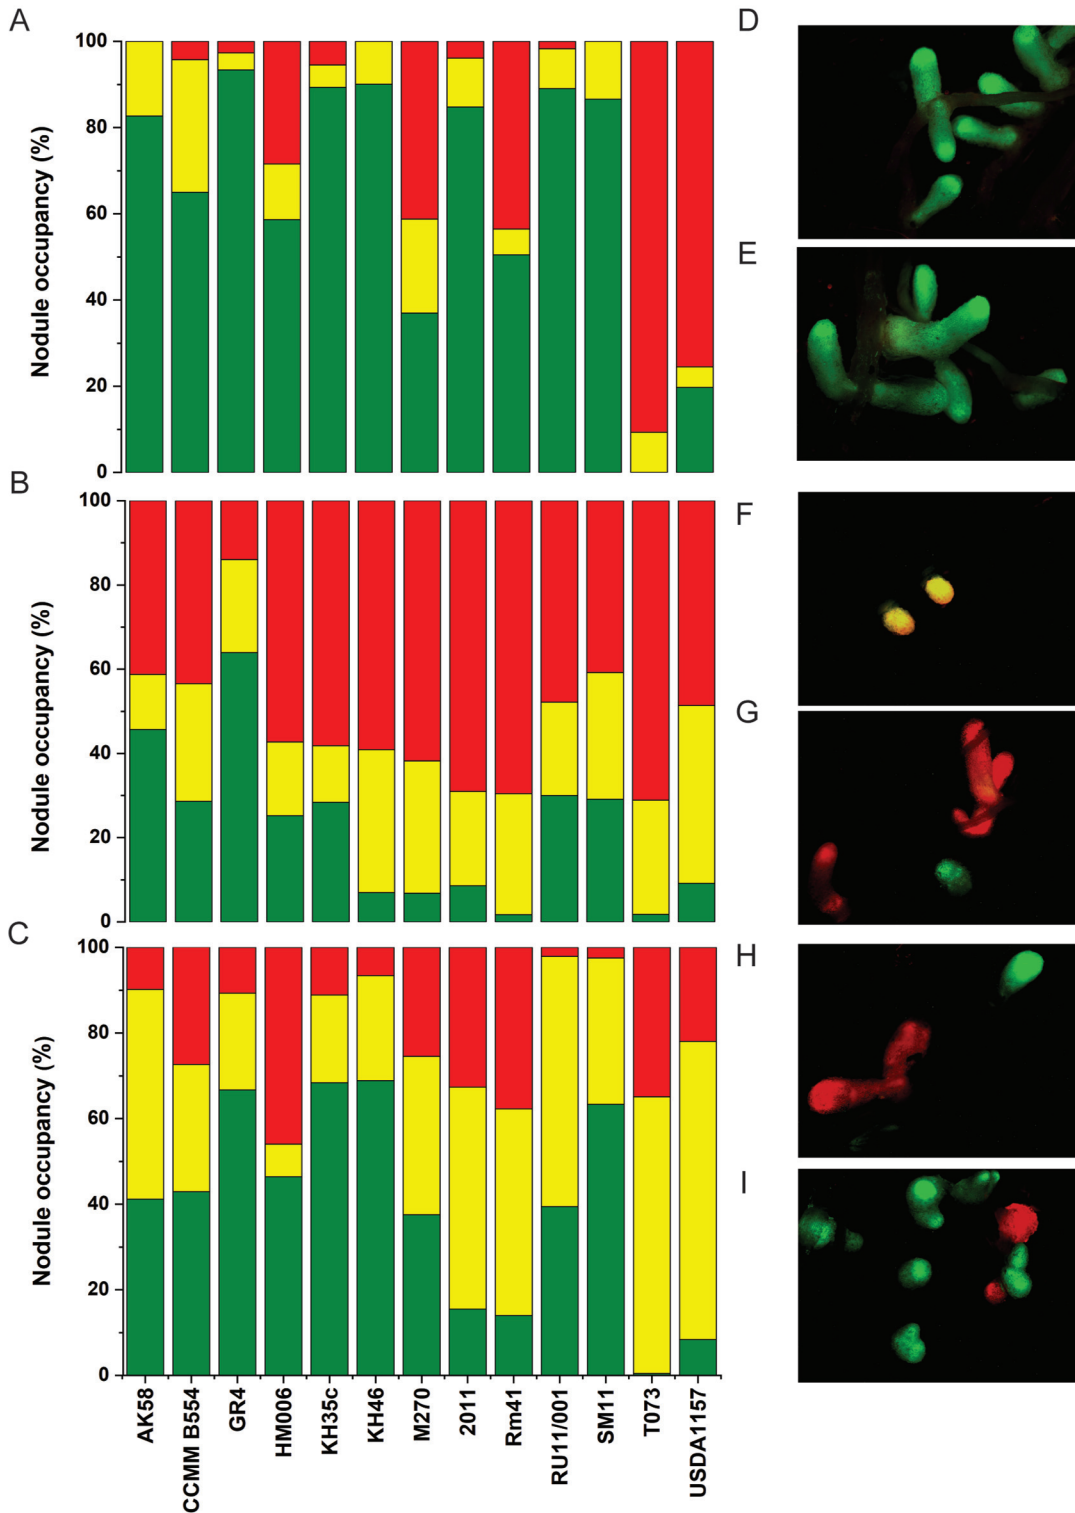 A
Nodule occupancy (%)
100
80
60
40
20
0
B
Nodule occupancy (%)
100
80
60
40
20
0
C
Nodule occupancy (%)
100
80
60
40
20
0
AK58
CCMM B554
GR4
HM006
KH35c
KH46
M270
2011
Rm41
RU11/001
SM11
T073
USDA1157
D
E
F
G
H
I